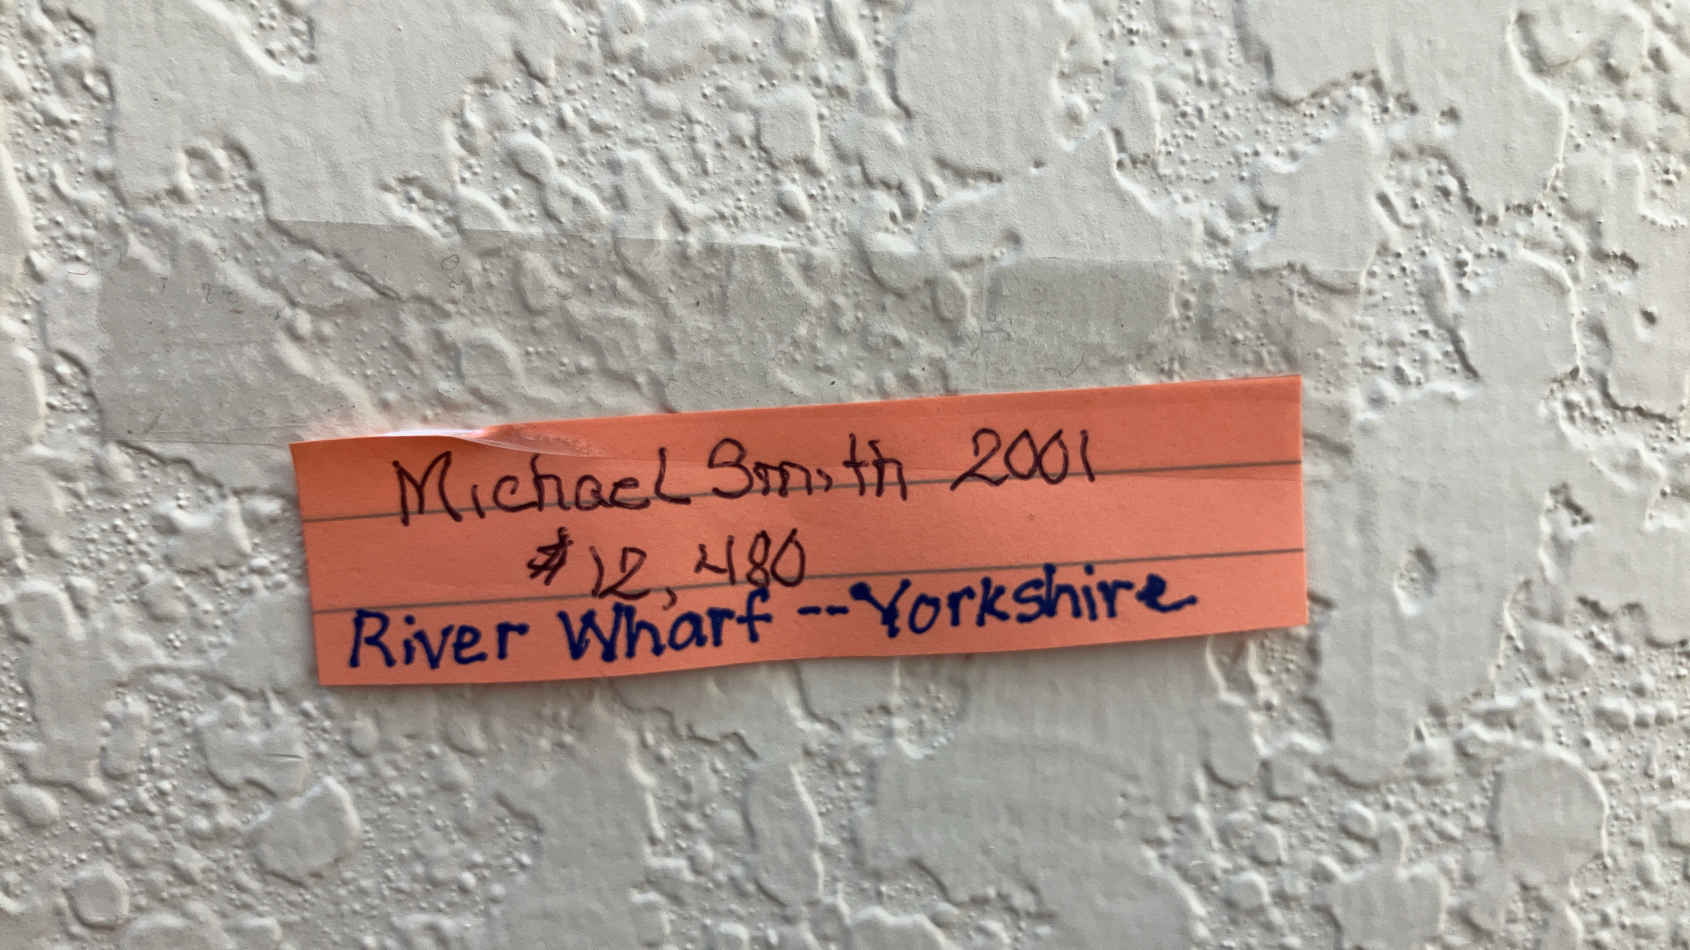 Michael Smith 2001
$12,480
River Wharf -- Yorkshire